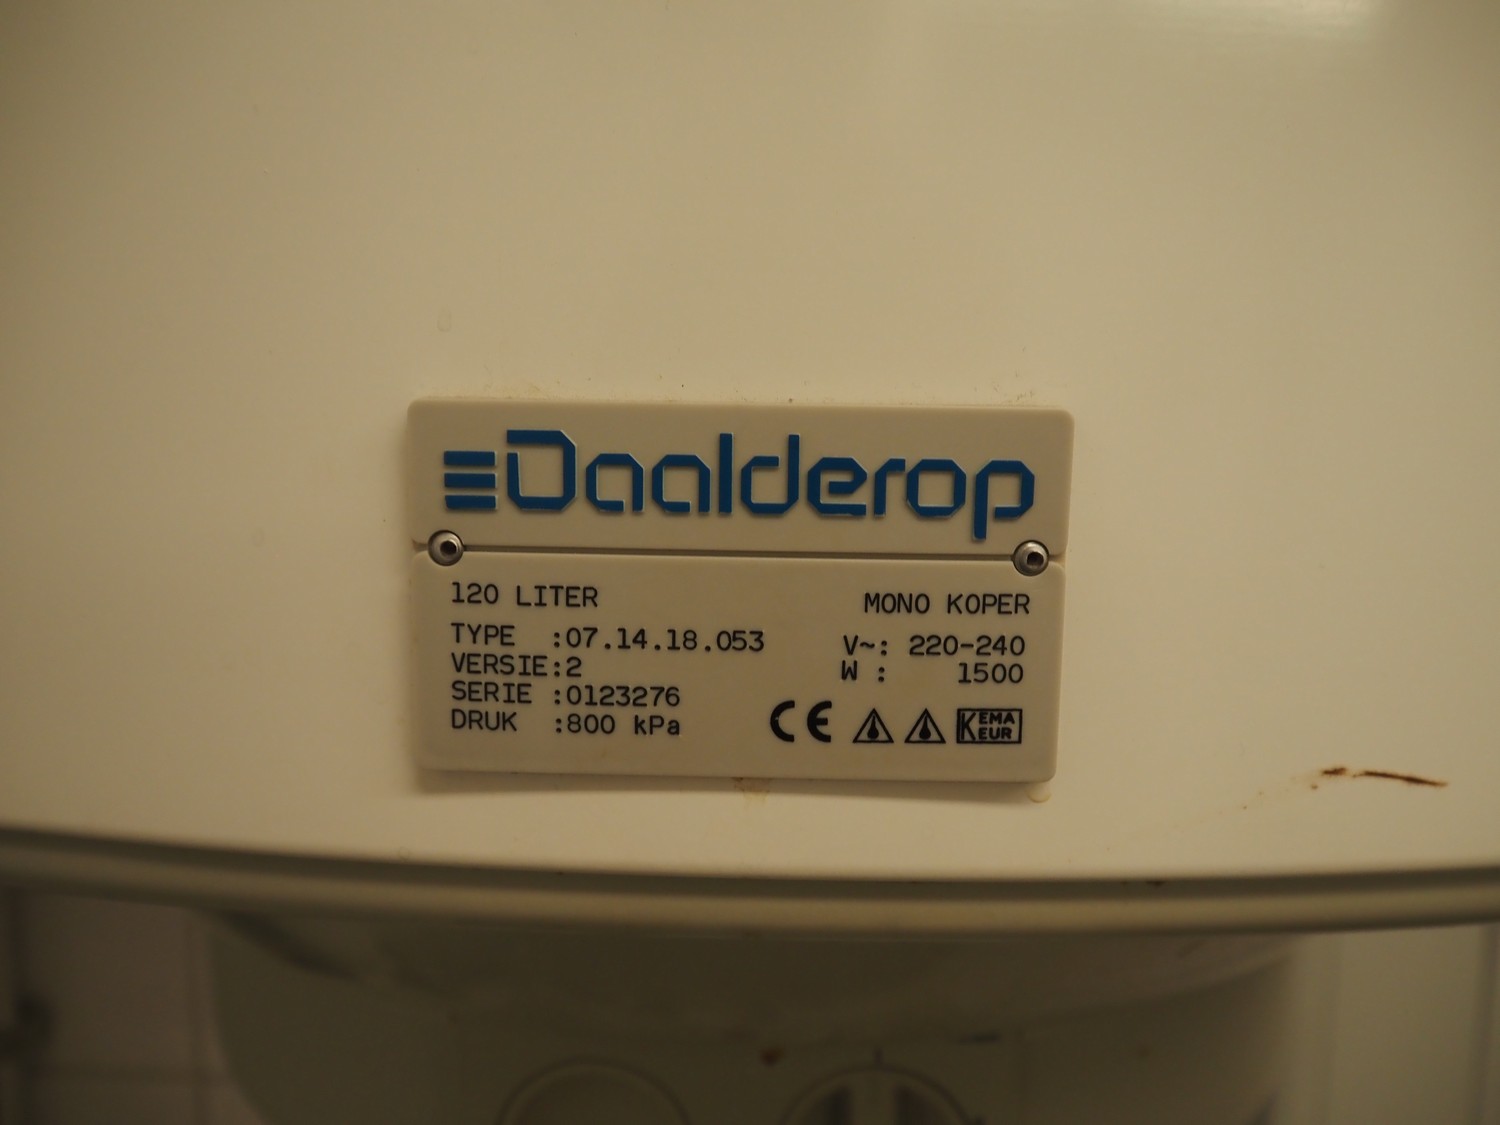 Daalderop
120 LITER MONO KOPER
TYPE :07.14.18.053 V~: 220-240
VERSIE:2 W : 1500
SERIE :0123276
DRUK :800 kPa CE KEMA KEUR